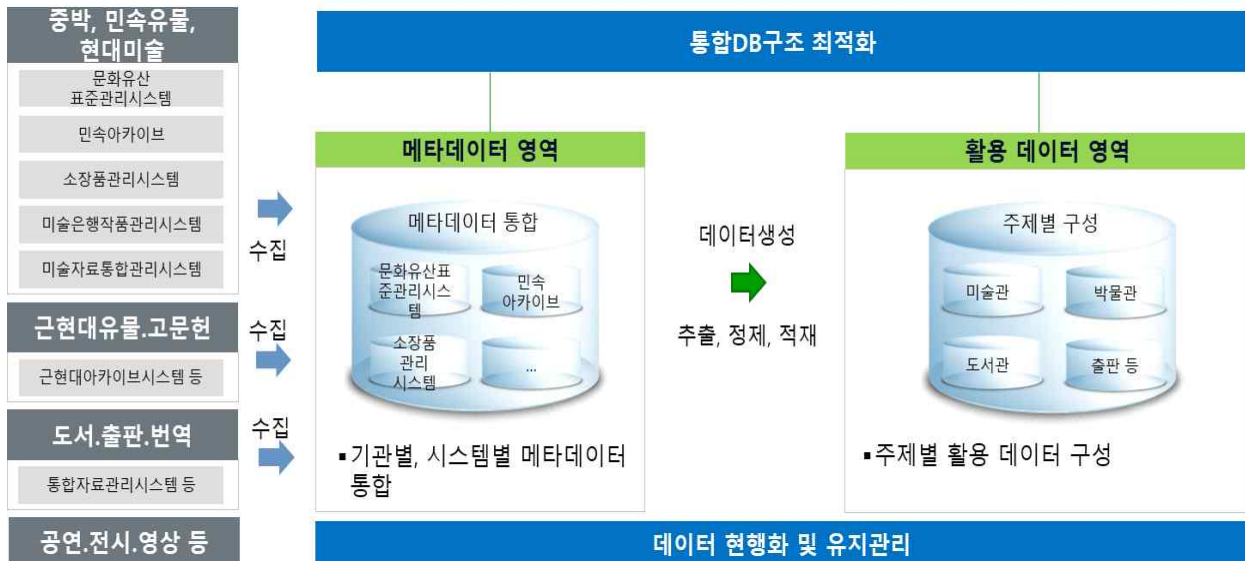 중박, 민속유물,
현대미술
문화유산
표준관리시스템
민속아카이브
소장품관리시스템
미술은행작품관리시스템
미술자료통합관리시스템
근현대유물.고문헌
근현대아카이브시스템 등
도서.출판.번역
통합자료관리시스템 등
공연.전시.영상 등
수집
수집
수집
통합DB구조 최적화
메타데이터 영역
메타데이터 통합
문화유산표
준관리시스
템
민속
아카이브
소장품
관리
시스템
...
▪기관별, 시스템별 메타데이터
통합
데이터생성
추출, 정제, 적재
활용 데이터 영역
주제별 구성
미술관
박물관
도서관
출판 등
▪주제별 활용 데이터 구성
데이터 현행화 및 유지관리